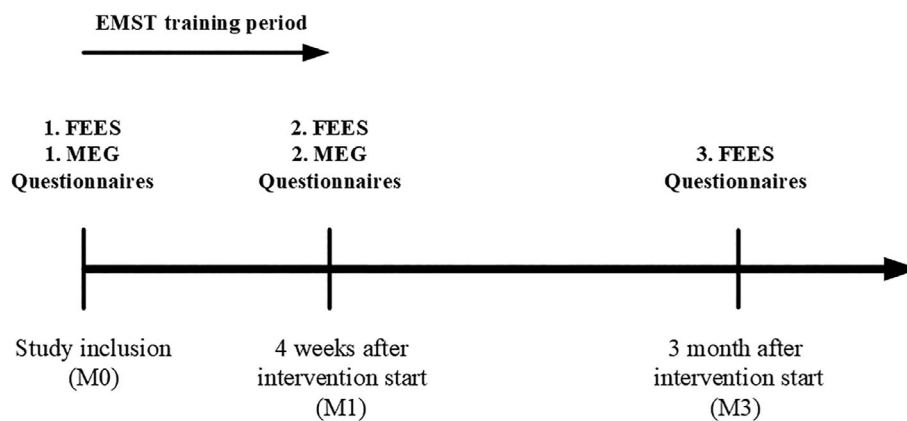 EMST training period
1. FEES
1. MEG
Questionnaires
2. FEES
2. MEG
Questionnaires
3. FEES
Questionnaires
Study inclusion
(M0)
4 weeks after
intervention start
(M1)
3 month after
intervention start
(M3)